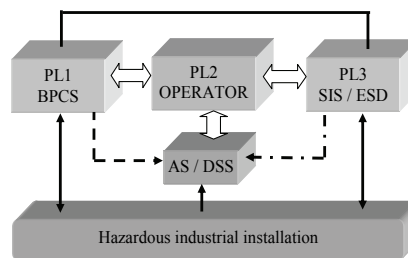 PL1
BPCS
PL2
OPERATOR
PL3
SIS / ESD
AS / DSS
Hazardous industrial installation